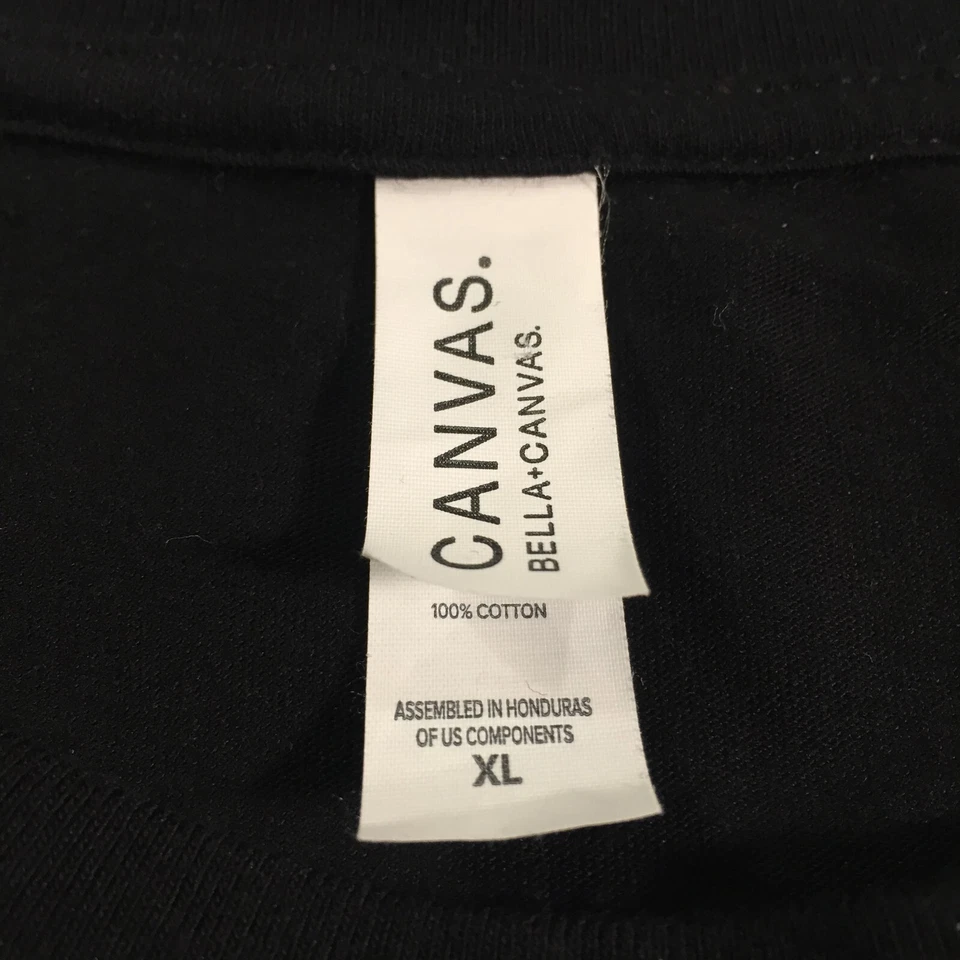 CANVAS.
BELLA+CANVAS.
100% COTTON
ASSEMBLED IN HONDURAS
OF US COMPONENTS
XL